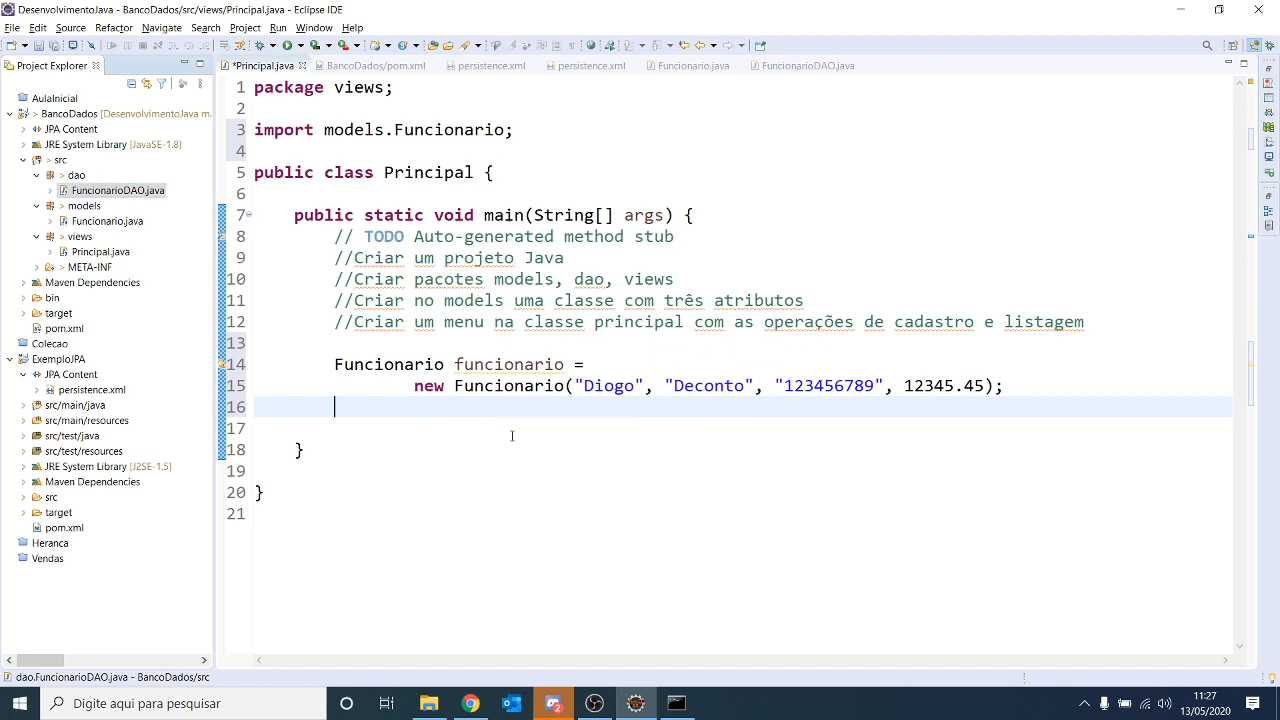 DesenvolvimentoJava - BancoDados/src/views/Principal.java - Eclipse IDE
File Edit Source Refactor Navigate Search Project Run Window Help
Project Explorer
*Principal.java BancoDados/pom.xml persistence.xml persistence.xml Funcionario.java FuncionarioDAO.java
AulaInicial
> BancoDados [DesenvolvimentoJava ma
JPA Content
JRE System Library [JavaSE-1.8]
> src
> dao
> FuncionarioDAO.java
> models
> Funcionario.java
> views
> Principal.java
> META-INF
Maven Dependencies
> bin
> target
pom.xml
Colecao
> ExemploJPA
JPA Content
persistence.xml
src/main/java
src/main/resources
src/test/java
src/test/resources
JRE System Library [J2SE-1.5]
Maven Dependencies
src
> target
pom.xml
Heranca
Vendas
1 package views;
2
3 import models.Funcionario;
4
5 public class Principal {
6
7 public static void main(String[] args) {
8 // TODO Auto-generated method stub
9 //Criar um projeto Java
10 //Criar pacotes models, dao, views
11 //Criar no models uma classe com três atributos
12 //Criar um menu na classe principal com as operações de cadastro e listagem
13
14 Funcionario funcionario =
15 new Funcionario("Diogo", "Deconto", "123456789", 12345.45);
16
17
18 }
19
20 }
21
dao.FuncionarioDAO.java - BancoDados/src
Digite aqui para pesquisar
11:27
13/05/2020